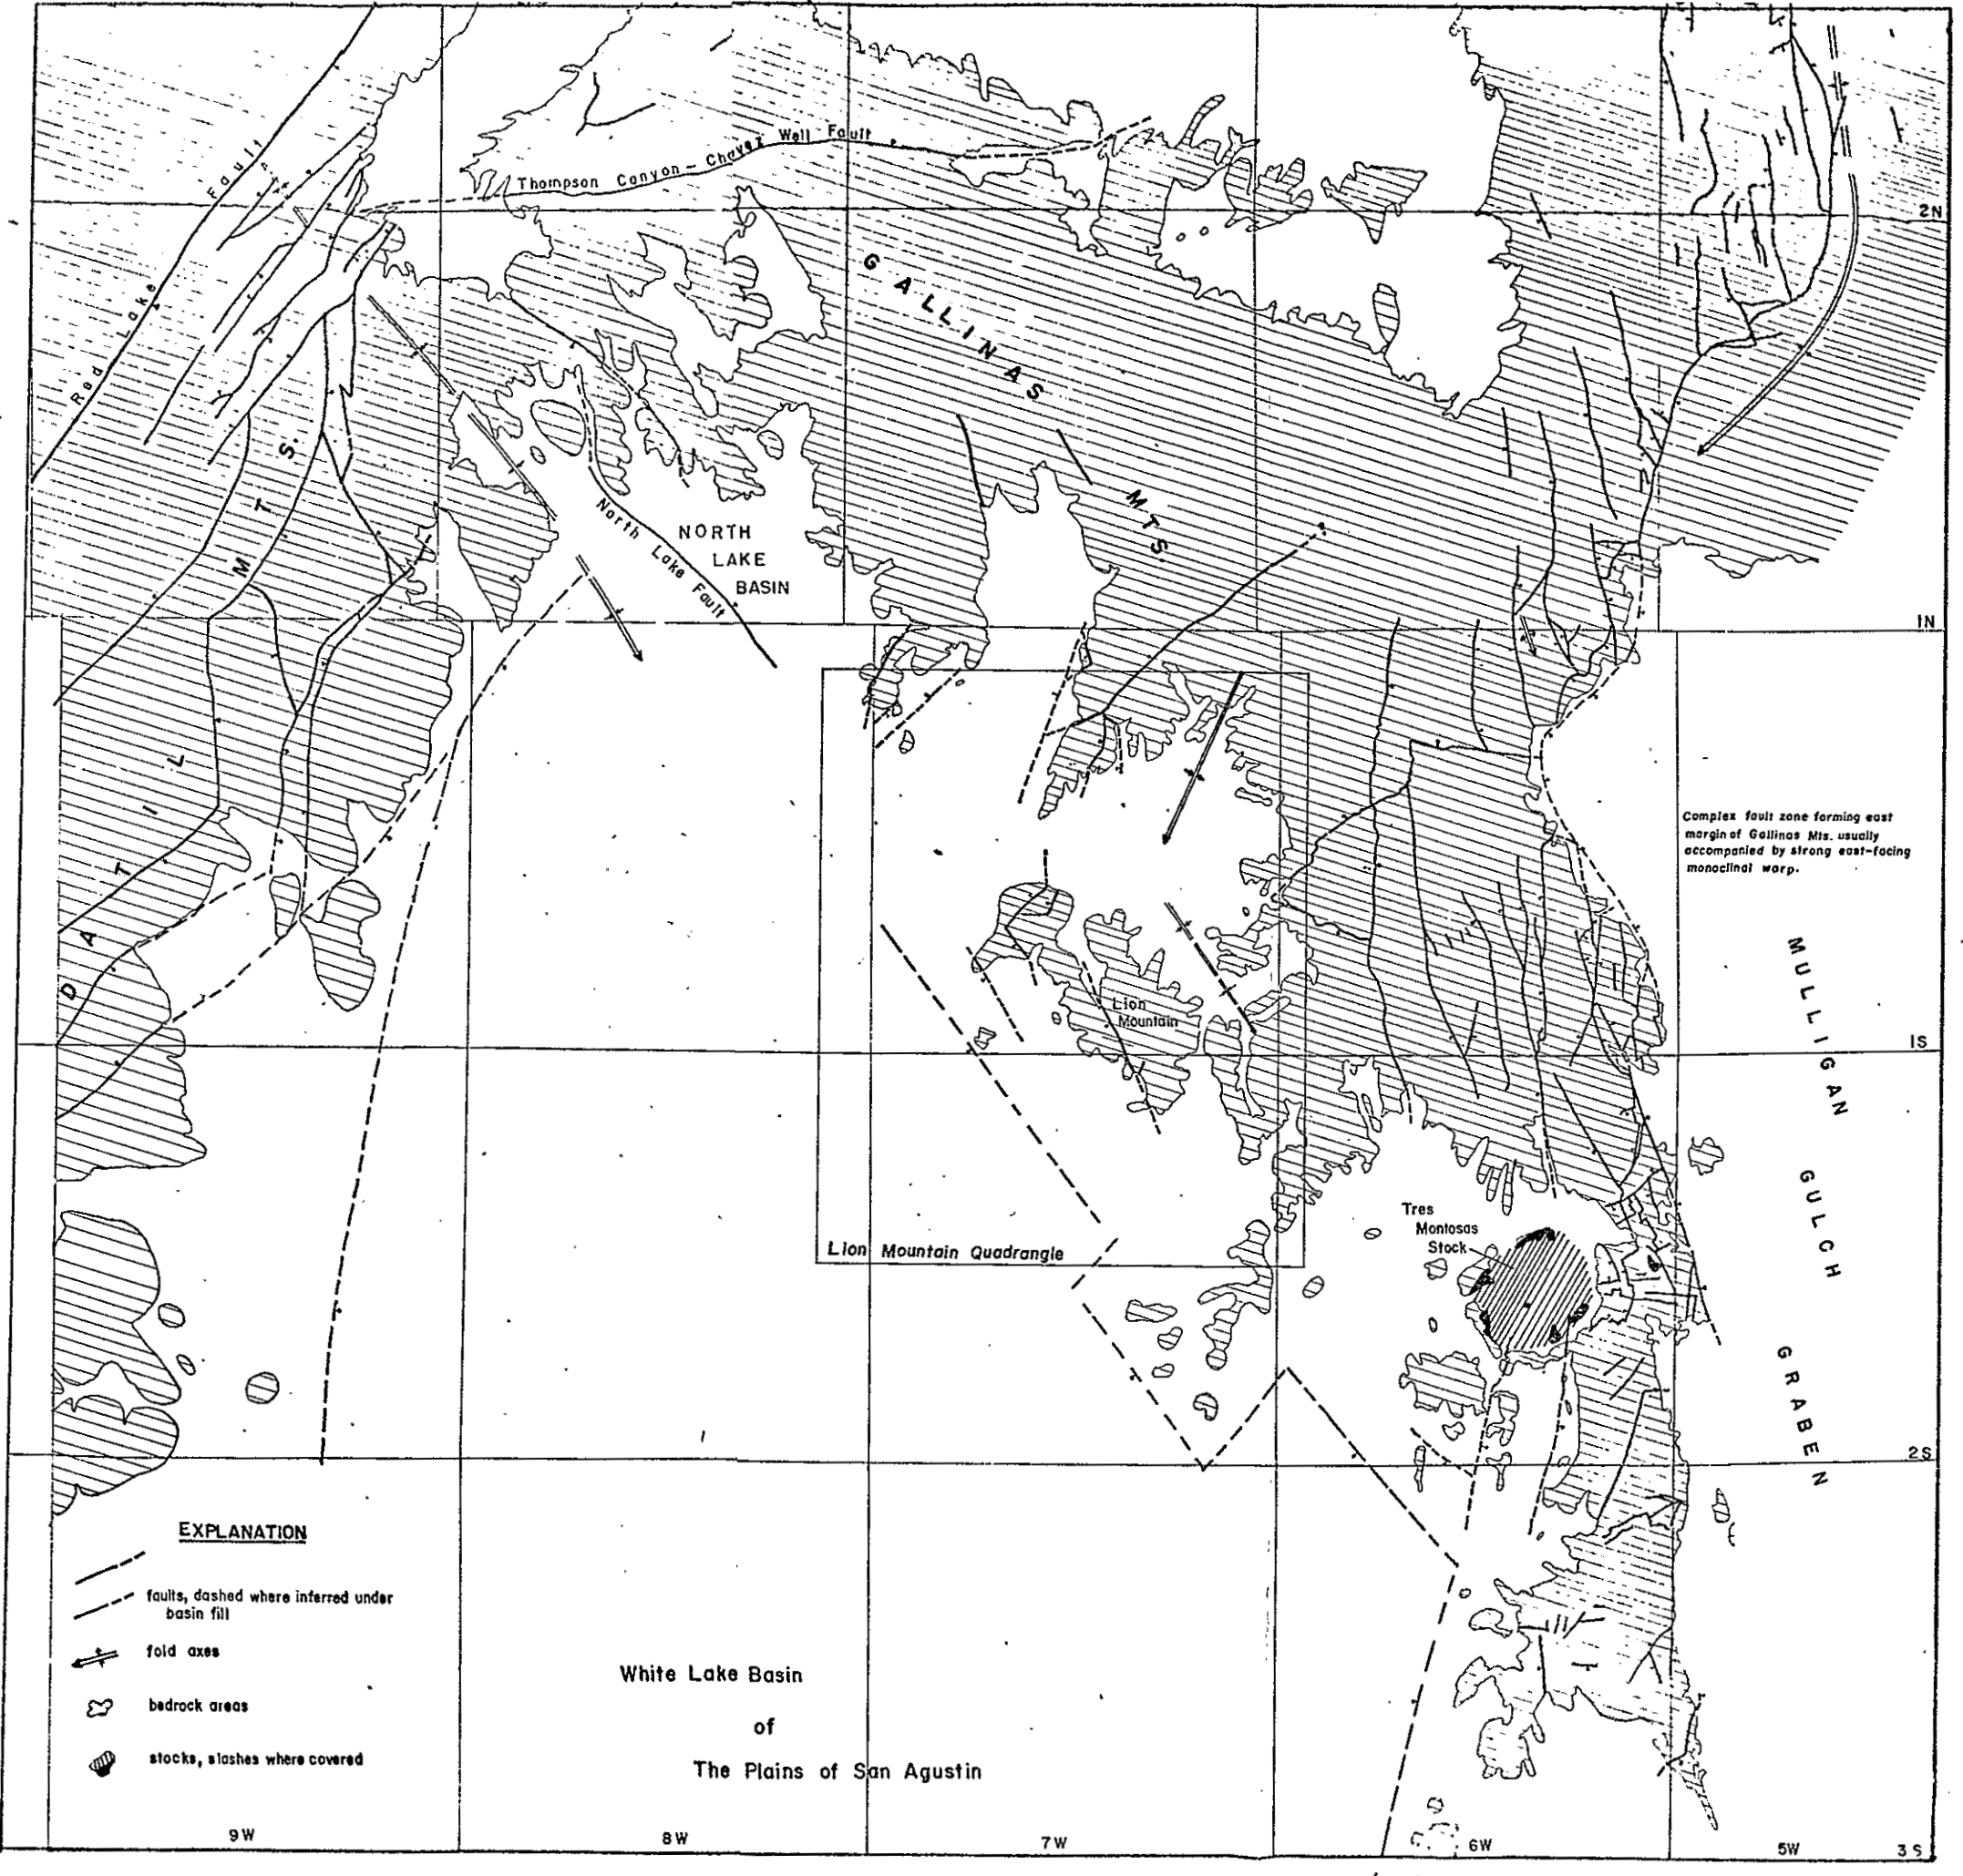 Red Lake Fault
Thompson Canyon – Chavez Well Fault
2N
GALLINAS MTS.
North Lake Fault
NORTH
LAKE
BASIN
DATIL MTS.
1N
Complex fault zone forming east
margin of Gallinas Mts. usually
accompanied by strong east-facing
monoclinal warp.
MULLIGAN GULCH GRABEN
Lion
Mountain
1S
Tres
Montosas
Stock
Lion Mountain Quadrangle
2S
EXPLANATION
faults, dashed where inferred under
basin fill
fold axes
bedrock areas
stocks, slashes where covered
White Lake Basin
of
The Plains of San Agustin
9W
8W
7W
6W
5W
3S